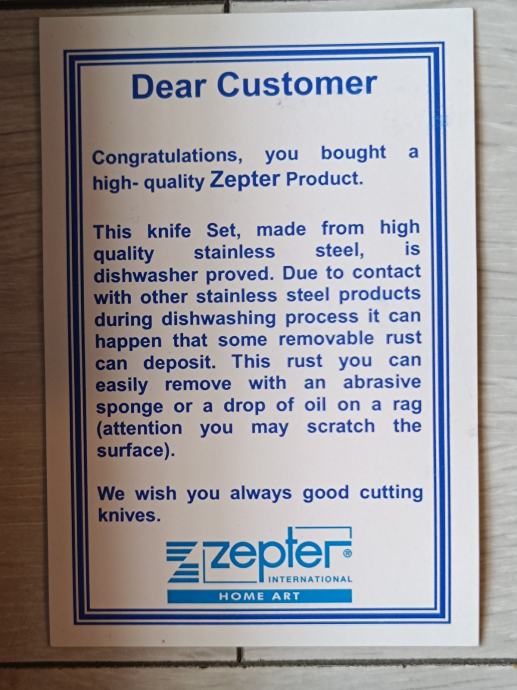 Dear Customer
Congratulations, you bought a
high- quality Zepter Product.
This knife Set, made from high
quality stainless steel, is
dishwasher proved. Due to contact
with other stainless steel products
during dishwashing process it can
happen that some removable rust
can deposit. This rust you can
easily remove with an abrasive
sponge or a drop of oil on a rag
(attention you may scratch the
surface).
We wish you always good cutting
knives.
zepter®
INTERNATIONAL
HOME ART